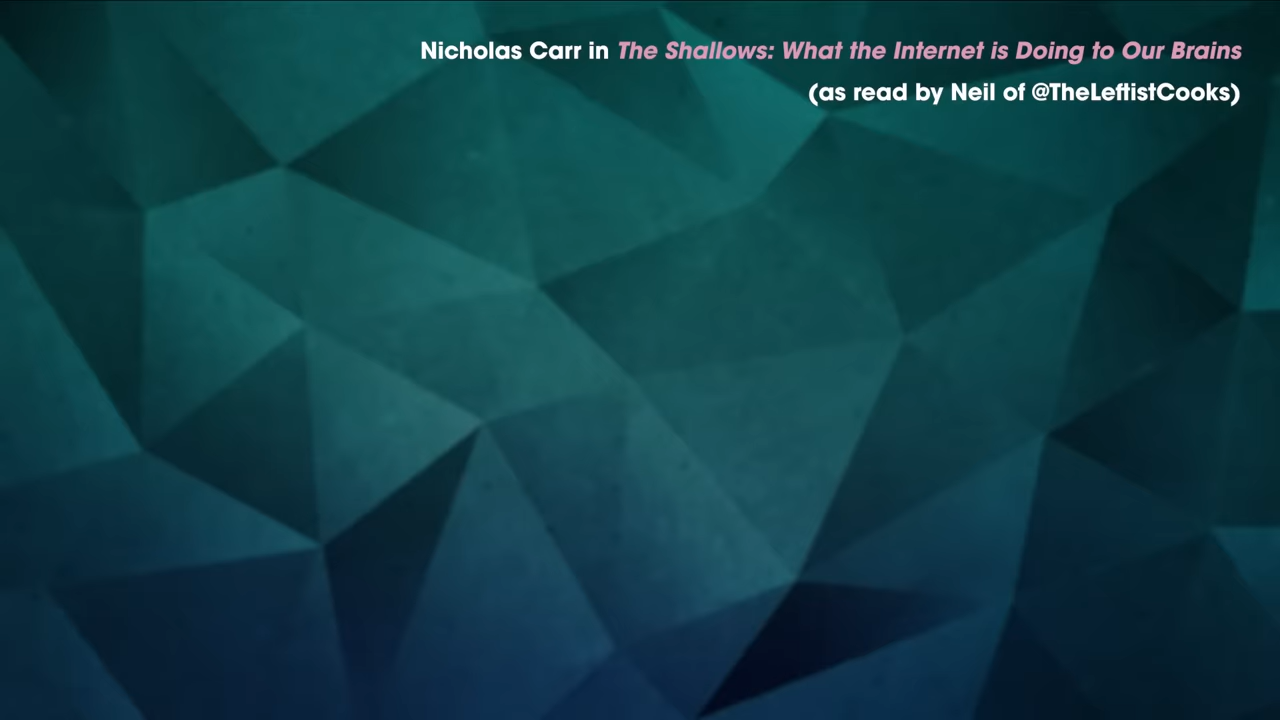 Nicholas Carr in The Shallows: What the Internet is Doing to Our Brains
(as read by Neil of @TheLeftistCooks)